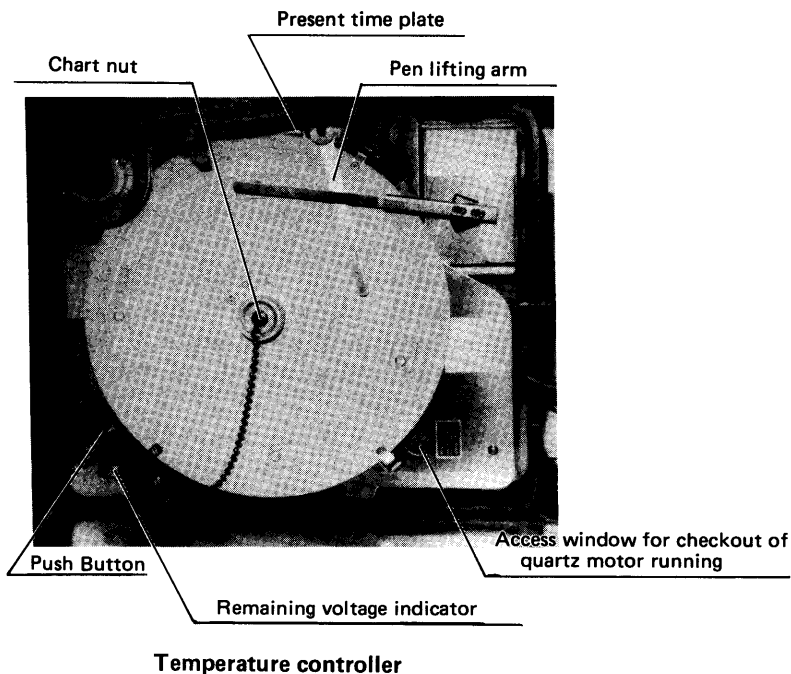 Present time plate
Chart nut
Pen lifting arm
Access window for checkout of
quartz motor running
Push Button
Remaining voltage indicator
Temperature controller